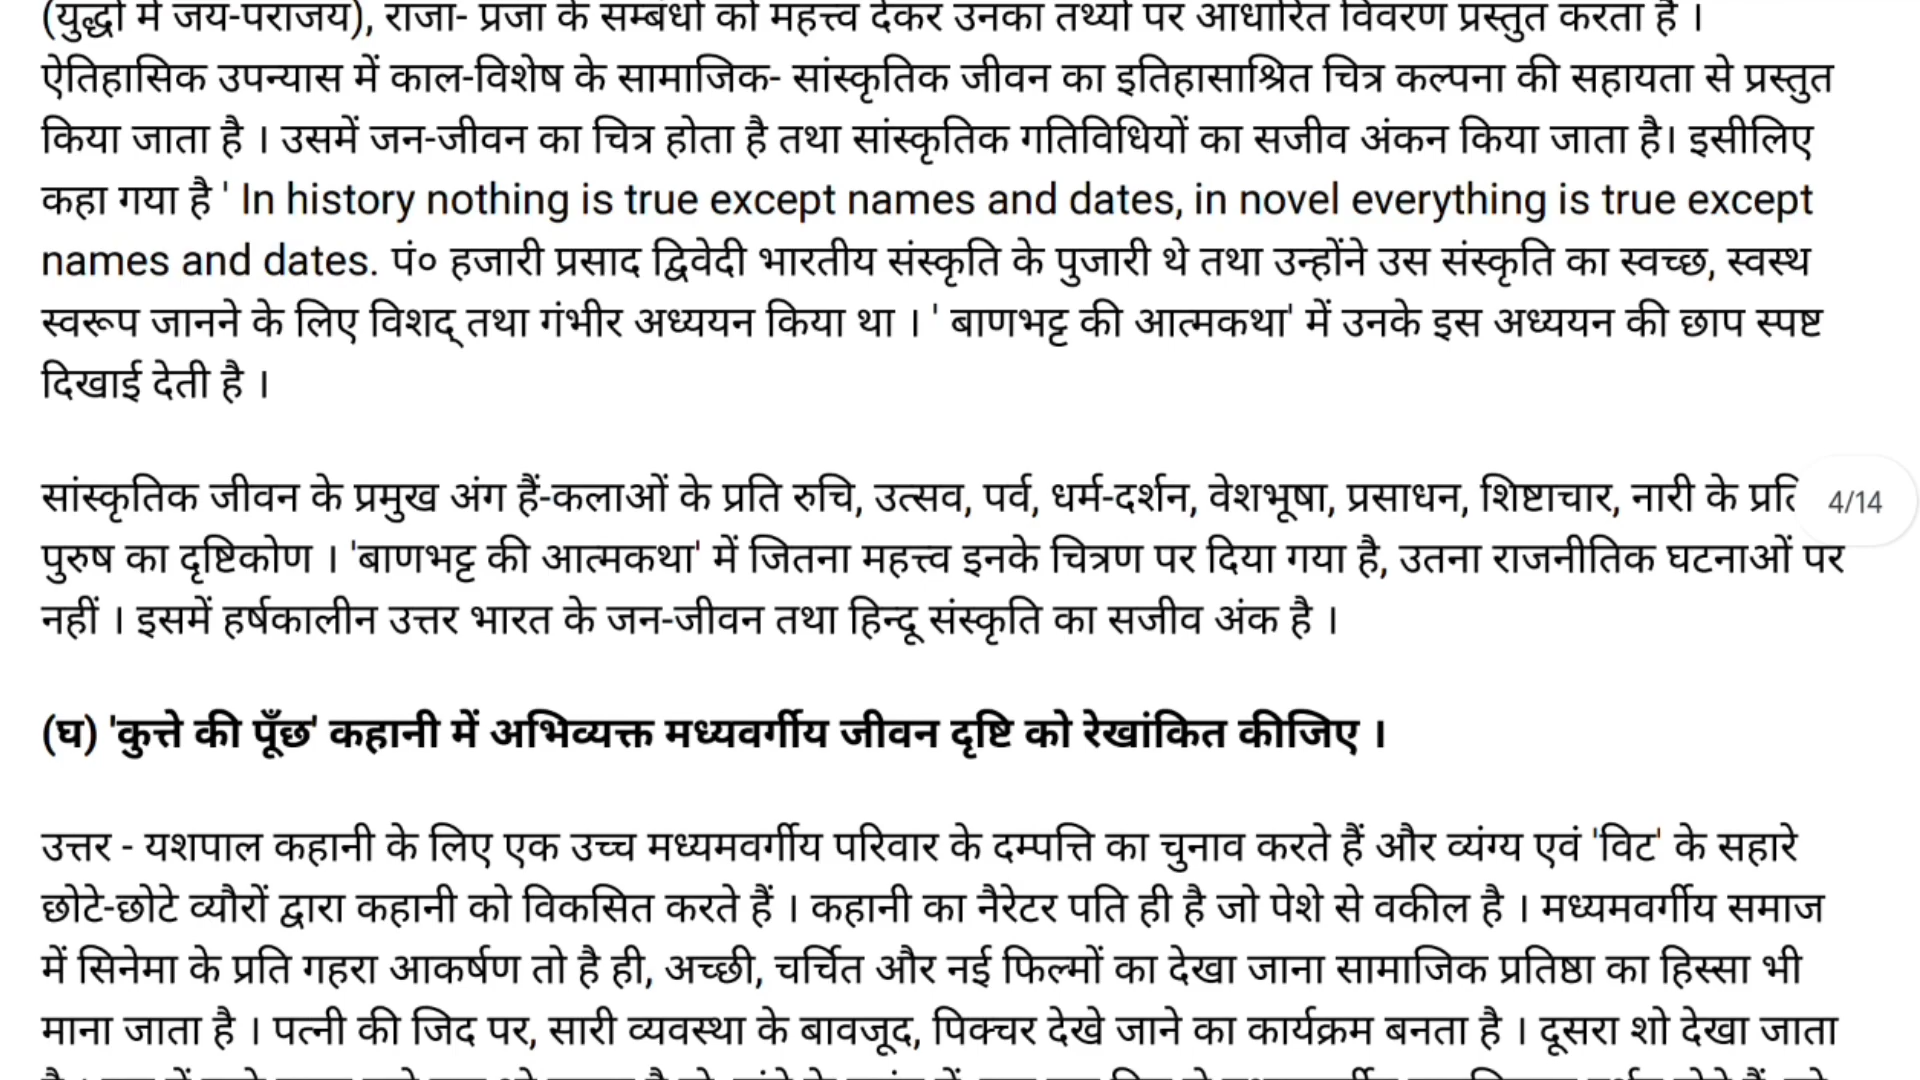 (युद्धों में जय-पराजय), राजा- प्रजा के सम्बंधों को महत्त्व देकर उनका तथ्यों पर आधारित विवरण प्रस्तुत करता है ।
ऐतिहासिक उपन्यास में काल-विशेष के सामाजिक- सांस्कृतिक जीवन का इतिहासाश्रित चित्र कल्पना की सहायता से प्रस्तुत
किया जाता है । उसमें जन-जीवन का चित्र होता है तथा सांस्कृतिक गतिविधियों का सजीव अंकन किया जाता है। इसीलिए
कहा गया है ' In history nothing is true except names and dates, in novel everything is true except
names and dates. पं० हजारी प्रसाद द्विवेदी भारतीय संस्कृति के पुजारी थे तथा उन्होंने उस संस्कृति का स्वच्छ, स्वस्थ
स्वरूप जानने के लिए विशद् तथा गंभीर अध्ययन किया था । ' बाणभट्ट की आत्मकथा' में उनके इस अध्ययन की छाप स्पष्ट
दिखाई देती है ।
सांस्कृतिक जीवन के प्रमुख अंग हैं-कलाओं के प्रति रुचि, उत्सव, पर्व, धर्म-दर्शन, वेशभूषा, प्रसाधन, शिष्टाचार, नारी के प्रति
4/14
पुरुष का दृष्टिकोण । 'बाणभट्ट की आत्मकथा' में जितना महत्त्व इनके चित्रण पर दिया गया है, उतना राजनीतिक घटनाओं पर
नहीं । इसमें हर्षकालीन उत्तर भारत के जन-जीवन तथा हिन्दू संस्कृति का सजीव अंक है ।
(घ) 'कुत्ते की पूँछ' कहानी में अभिव्यक्त मध्यवर्गीय जीवन दृष्टि को रेखांकित कीजिए ।
उत्तर - यशपाल कहानी के लिए एक उच्च मध्यमवर्गीय परिवार के दम्पत्ति का चुनाव करते हैं और व्यंग्य एवं 'विट' के सहारे
छोटे-छोटे व्यौरों द्वारा कहानी को विकसित करते हैं । कहानी का नैरेटर पति ही है जो पेशे से वकील है । मध्यमवर्गीय समाज
में सिनेमा के प्रति गहरा आकर्षण तो है ही, अच्छी, चर्चित और नई फिल्मों का देखा जाना सामाजिक प्रतिष्ठा का हिस्सा भी
माना जाता है । पत्नी की जिद पर, सारी व्यवस्था के बावजूद, पिक्चर देखे जाने का कार्यक्रम बनता है । दूसरा शो देखा जाता